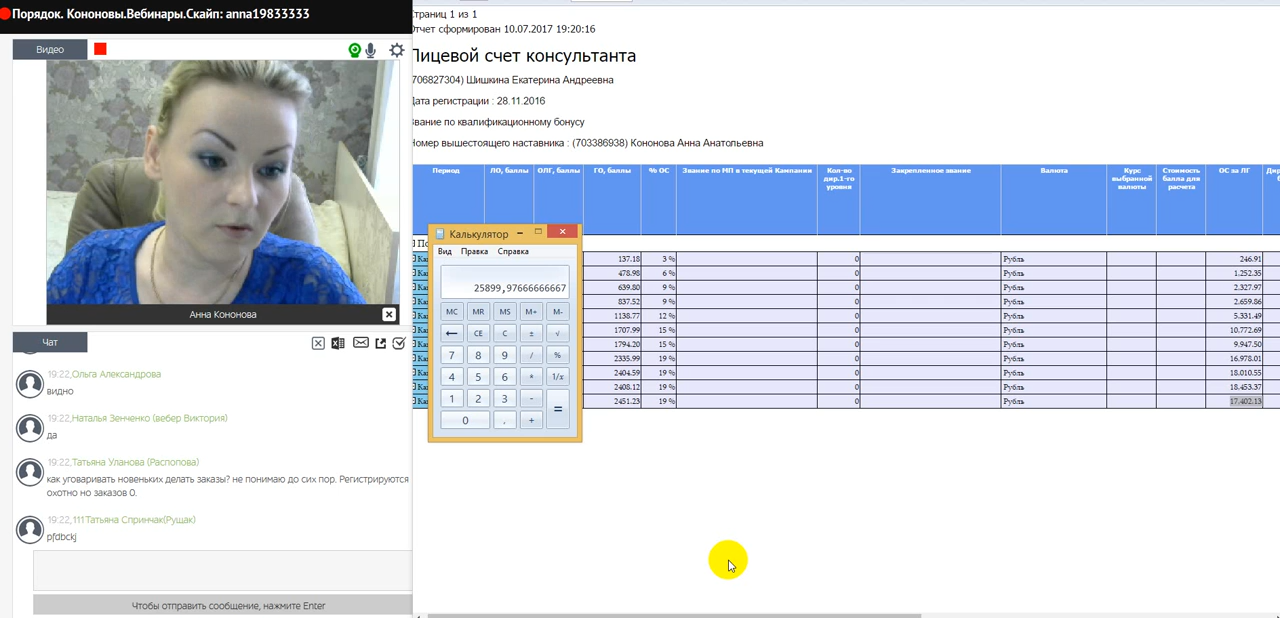 Порядок. Кононовы.Вебинары.Скайп: anna19833333
Видео
Анна Кононова
Чат
19:22,Ольга Александрова
видно
19:22,Наталья Зенченко (вебер Виктория)
да
19:22,Татьяна Уланова (Распопова)
как уговаривать новеньких делать заказы? не понимаю до сих пор. Регистрируются
охотно но заказов 0.
19:22,111Татьяна Спринчак(Рущак)
pfdbckj
Чтобы отправить сообщение, нажмите Enter
Страниц 1 из 1
Отчет сформирован 10.07.2017 19:20:16
Лицевой счет консультанта
706827304) Шишкина Екатерина Андреевна
Дата регистрации : 28.11.2016
Звание по квалификационному бонусу
Номер вышестоящего наставника : (703386938) Кононова Анна Анатольевна
Период ЛО, баллы ОЛГ, баллы ГО, баллы % ОС Звание по МП в текущей Кампании Кол-во дир.1-го уровня Закрепленное звание Валюта Курс выбранной валюты Стоимость балла для расчета ОС за ЛГ
По
137.18 3 % 0 Рубль 246.91
478.98 6 % 0 Рубль 1,252.35
639.80 9 % 0 Рубль 2,327.97
837.52 9 % 0 Рубль 2,659.86
1138.77 12 % 0 Рубль 5,331.49
1707.99 15 % 0 Рубль 10,772.69
1794.20 15 % 0 Рубль 9,947.50
2335.99 19 % 0 Рубль 16,978.01
2404.59 19 % 0 Рубль 18,010.55
2408.12 19 % 0 Рубль 18,453.37
2451.23 19 % 0 Рубль 17,402.13
Калькулятор
Вид Правка Справка
25899,97666666667
MC MR MS M+ M-
← CE C ± √
7 8 9 / %
4 5 6 * 1/x
1 2 3 - =
0 , +